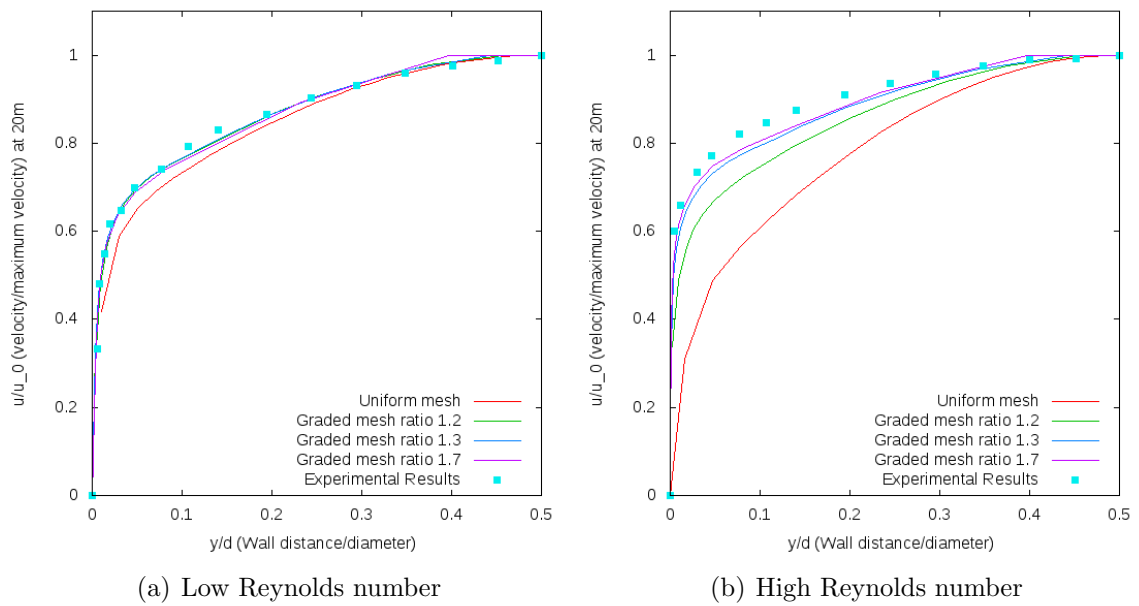 u/u_0 (velocity/maximum velocity) at 20m
1
0.8
0.6
0.4
0.2
0
0
0.1
0.2
0.3
0.4
0.5
y/d (Wall distance/diameter)
Uniform mesh
Graded mesh ratio 1.2
Graded mesh ratio 1.3
Graded mesh ratio 1.7
Experimental Results
(a) Low Reynolds number
u/u_0 (velocity/maximum velocity) at 20m
1
0.8
0.6
0.4
0.2
0
0
0.1
0.2
0.3
0.4
0.5
y/d (Wall distance/diameter)
Uniform mesh
Graded mesh ratio 1.2
Graded mesh ratio 1.3
Graded mesh ratio 1.7
Experimental Results
(b) High Reynolds number